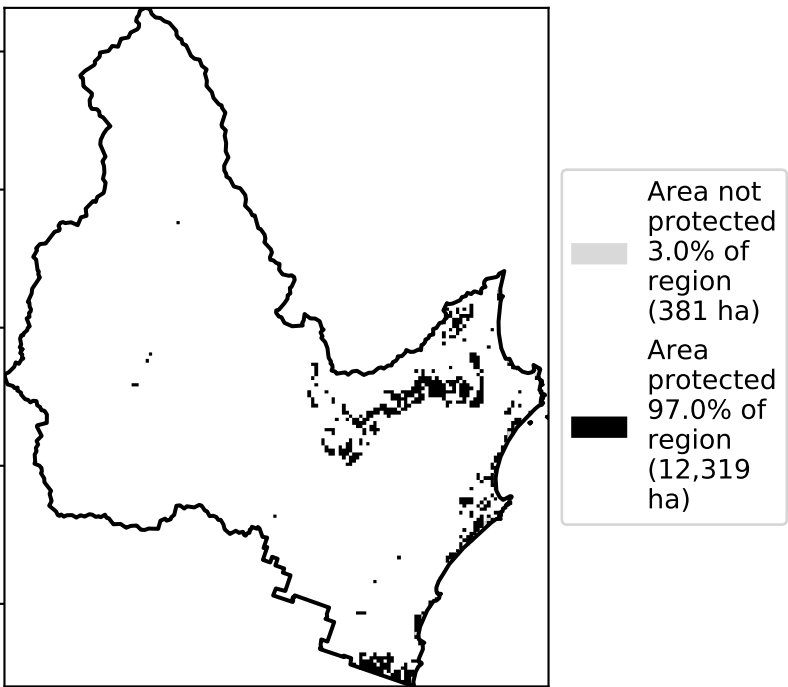 Area not
protected
3.0% of
region
(381 ha)
Area
protected
97.0% of
region
(12,319
ha)